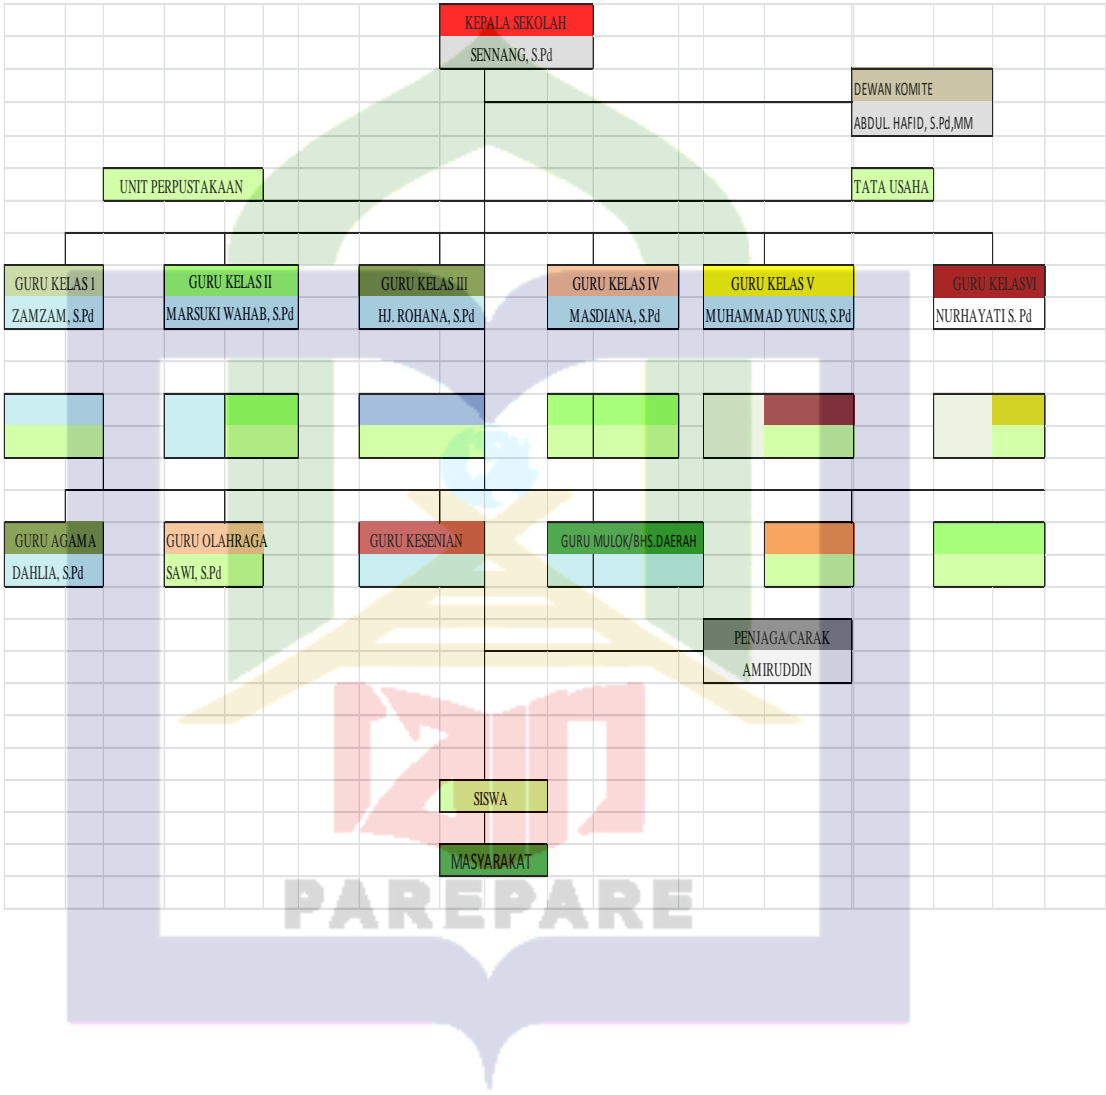 KEPALA SEKOLAH
SENNANG, S.Pd
DEWAN KOMITE
ABDUL. HAFID, S.Pd,MM
UNIT PERPUSTAKAAN
TATA USAHA
GURU KELAS I
ZAMZAM, S.Pd
GURU KELAS II
MARSUKI WAHAB, S.Pd
GURU KELAS III
HJ. ROHANA, S.Pd
GURU KELAS IV
MASDIANA, S.Pd
GURU KELAS V
MUHAMMAD YUNUS, S.Pd
GURU KELASVI
NURHAYATI S. Pd
GURU AGAMA
DAHLIA, S.Pd
GURU OLAHRAGA
SAWI, S.Pd
GURU KESENIAN
GURU MULOK/BHS.DAERAH
PENJAGA/CARAK
AMIRUDDIN
SISWA
MASYARAKAT
PAREPARE